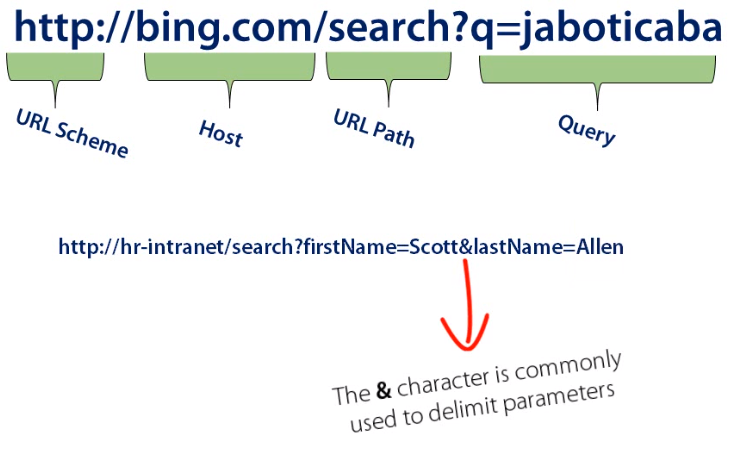 http://bing.com/search?q=jaboticaba
URL Scheme
Host
URL Path
Query
http://hr-intranet/search?firstName=Scott&lastName=Allen
The & character is commonly
used to delimit parameters